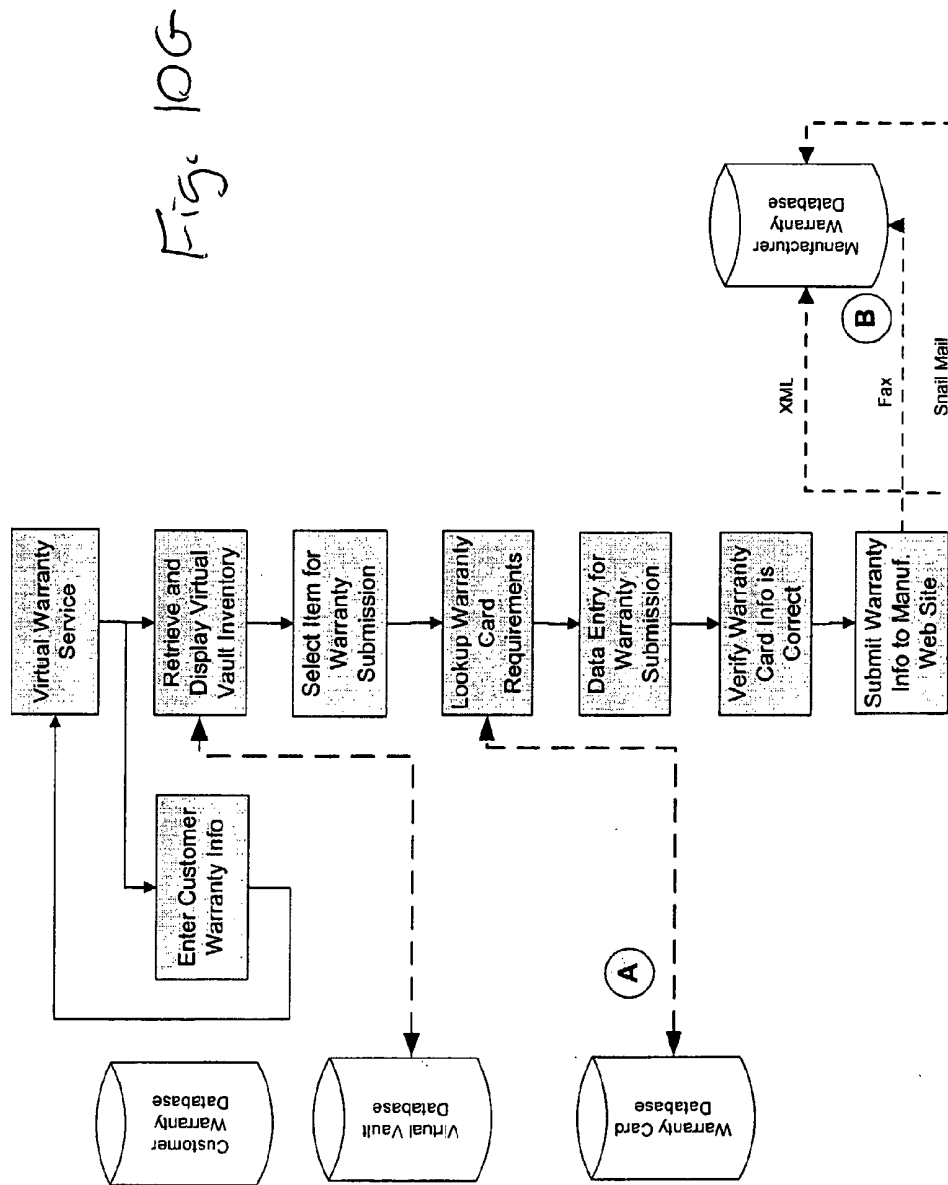 Fig. 10G
Virtual Warranty
Service
Enter Customer
Warranty Info
Retrieve and
Display Virtual
Vault Inventory
Select Item for
Warranty
Submission
Lookup Warranty
Card
Requirements
Data Entry for
Warranty
Submission
Verify Warranty
Card Info is
Correct
Submit Warranty
Info to Manuf.
Web Site
Customer
Warranty
Database
Virtual Vault
Database
Warranty Card
Database
A
Manufacturer
Warranty
Database
B
XML
Fax
Snail Mail